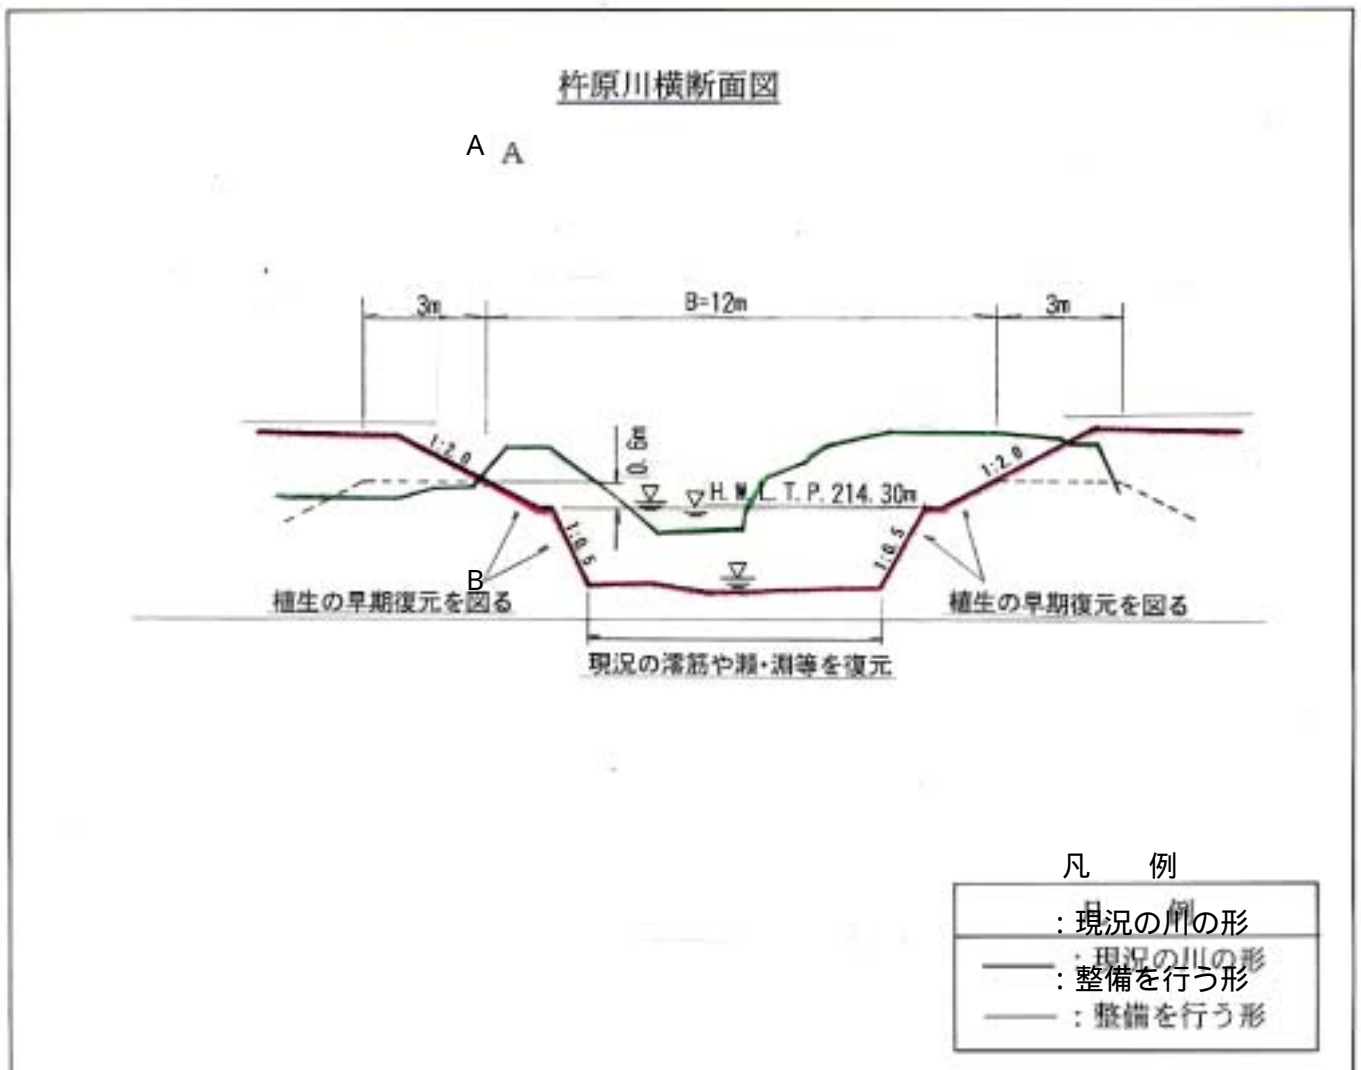 杵原川横断面図
A A
3m B=12m 3m
1:2.0 0.6m 1:2.0
H.W.L.T.P.214.30m
1:0.5 1:0.5
B
植生の早期復元を図る 植生の早期復元を図る
現況の澪筋や瀬・淵等を復元
凡 例
凡 例
：現況の川の形
：現況の川の形
：整備を行う形
：整備を行う形